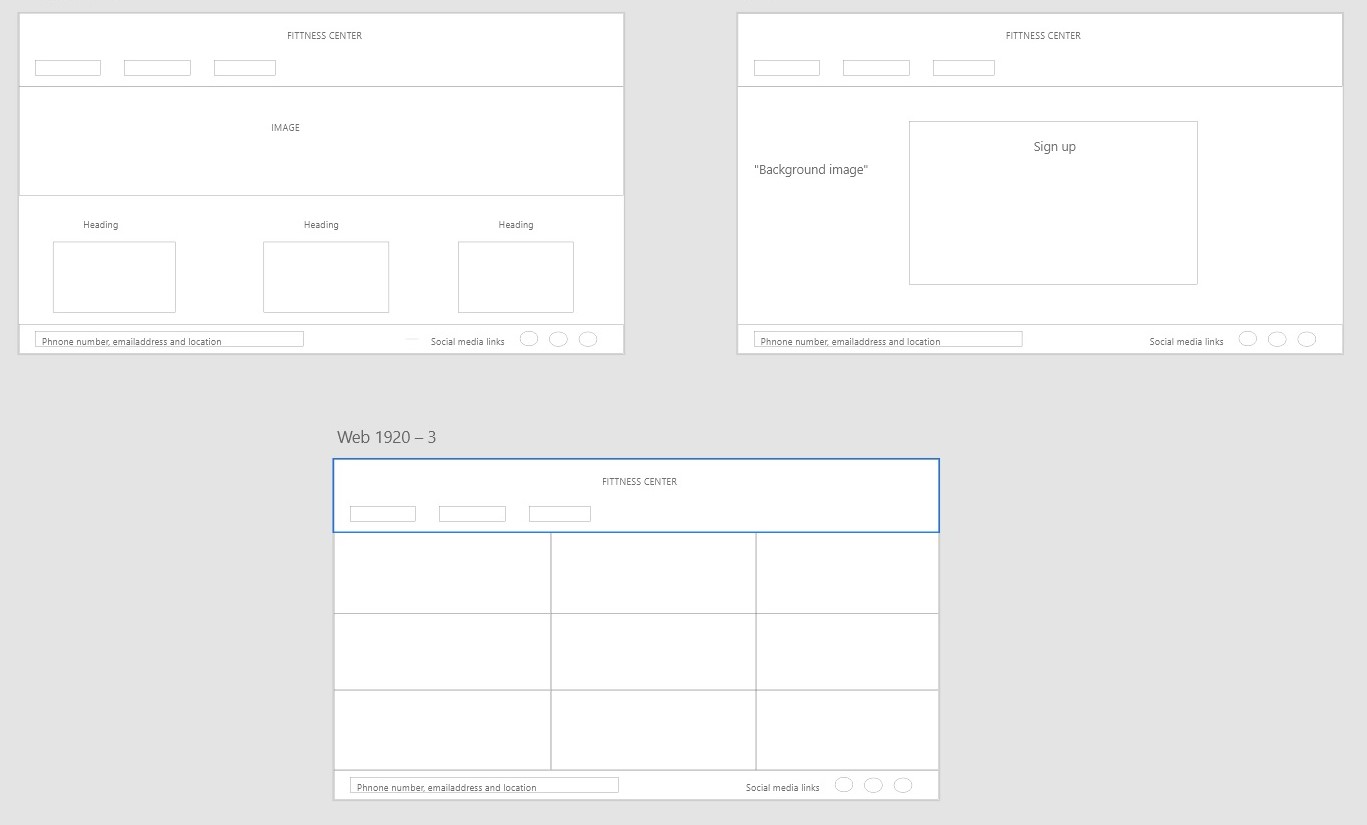 FITTNESS CENTER
IMAGE
Heading Heading Heading
Phnone number, emailaddress and location Social media links
FITTNESS CENTER
Sign up
"Background image"
Phnone number, emailaddress and location Social media links
Web 1920 – 3
FITTNESS CENTER
Phnone number, emailaddress and location Social media links